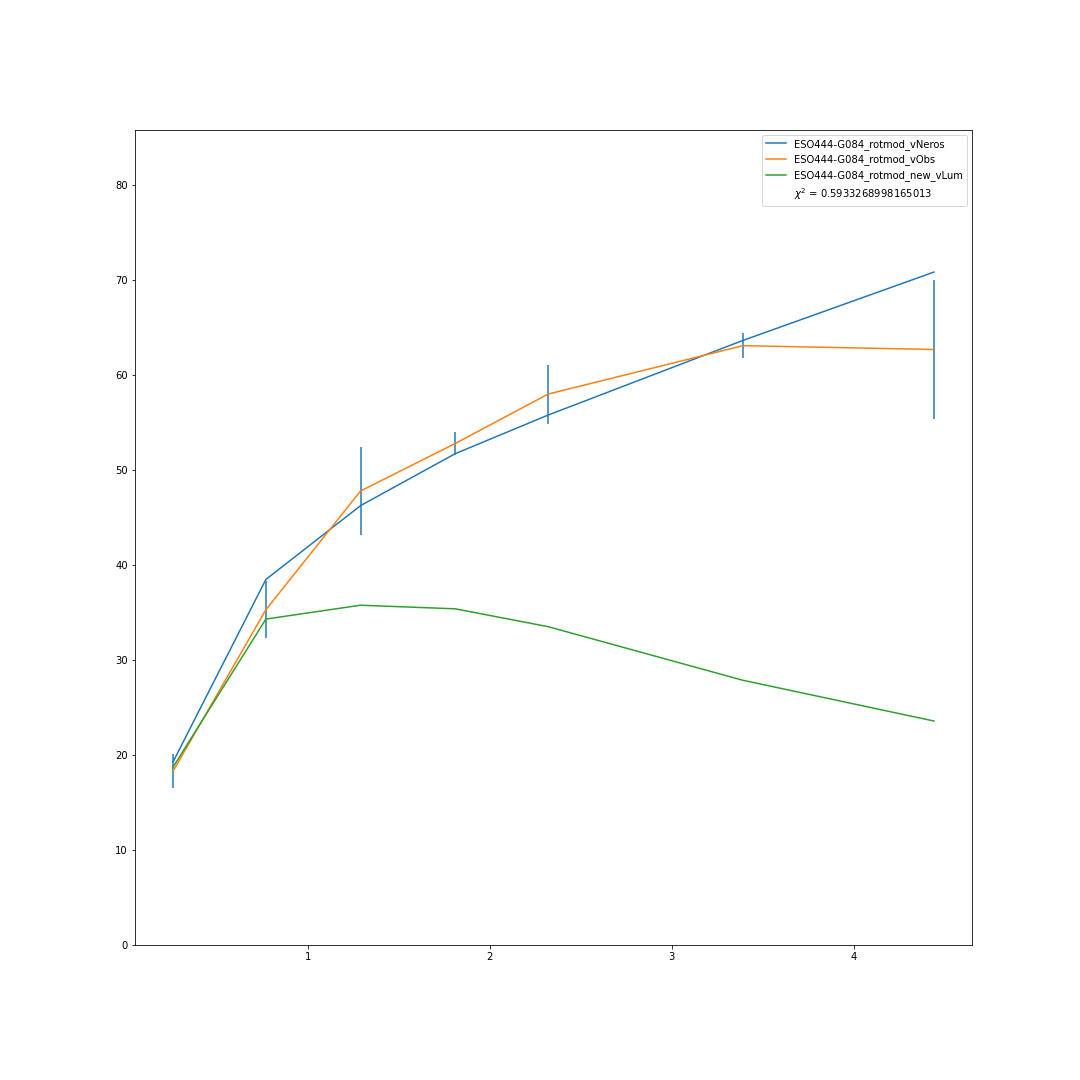 ESO444-G084_rotmod_vNeros
ESO444-G084_rotmod_vObs
ESO444-G084_rotmod_new_vLum
χ² = 0.5933268998165013
80
70
60
50
40
30
20
10
0
1 2 3 4